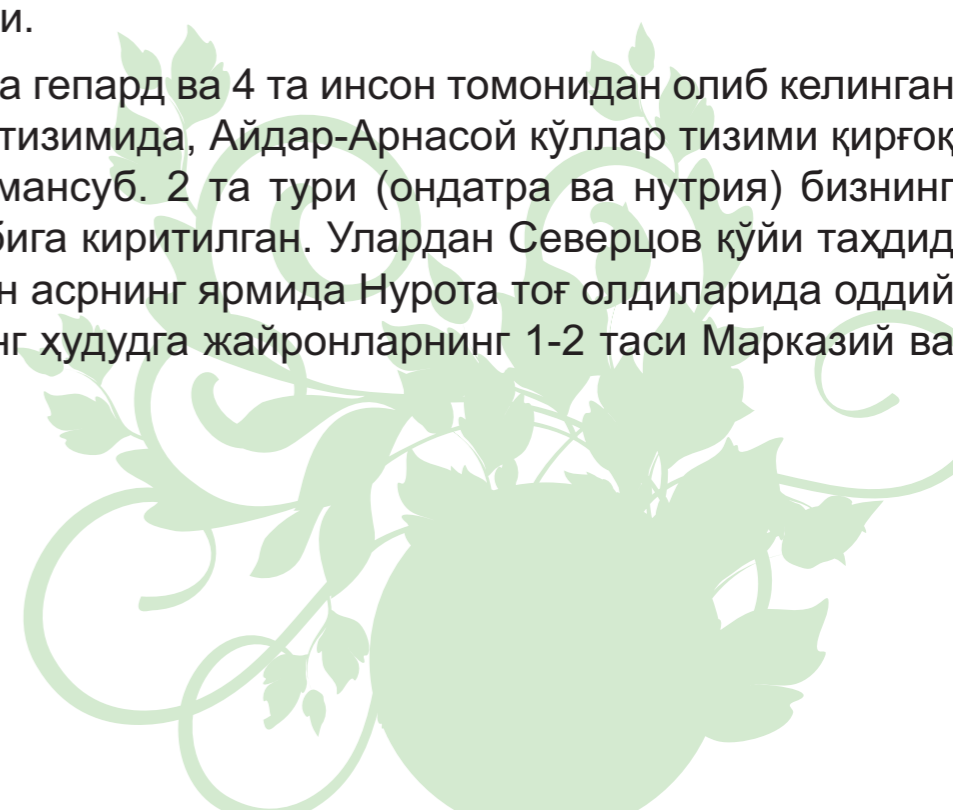 и.
а гепард ва 4 та инсон томонидан олиб келинган
тизимида, Айдар-Арнасой кўллар тизими қирғоқ
мансуб. 2 та тури (ондатра ва нутрия) бизнинг
бига киритилган. Улардан Северцов қўйи таҳдид
н асрнинг ярмида Нурота тоғ олдиларида оддий
нг ҳудудга жайронларнинг 1-2 таси Марказий ва